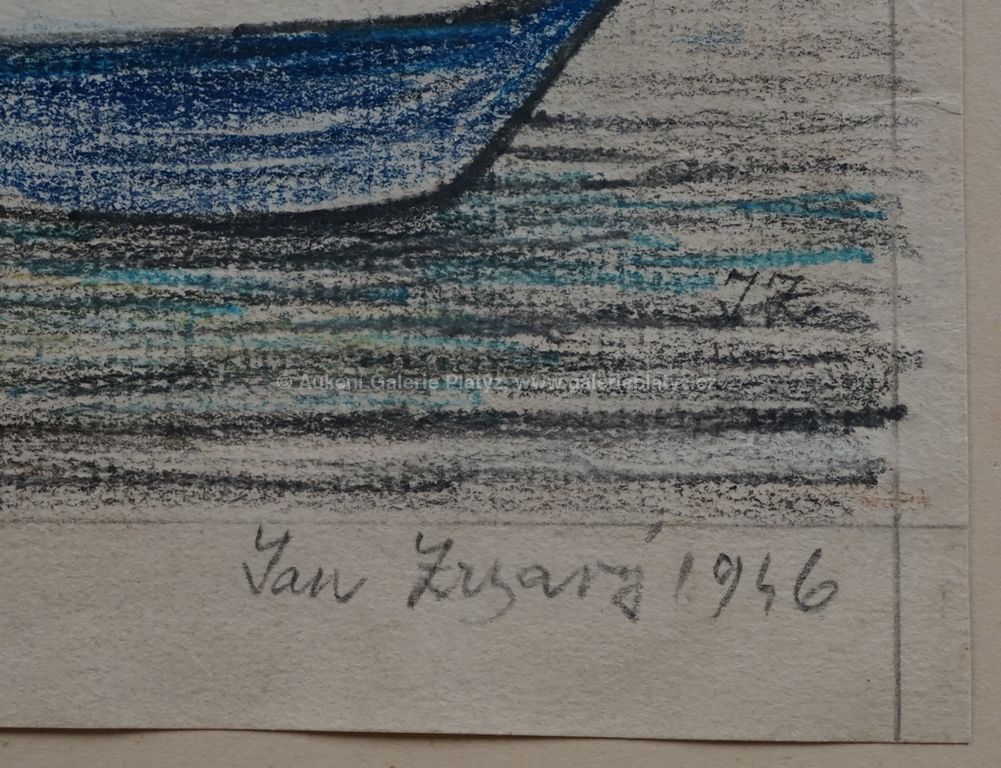 JZ
© Aukční Galerie Platýz, www.galerieplatyz.cz
Jan Zrzavý 1946